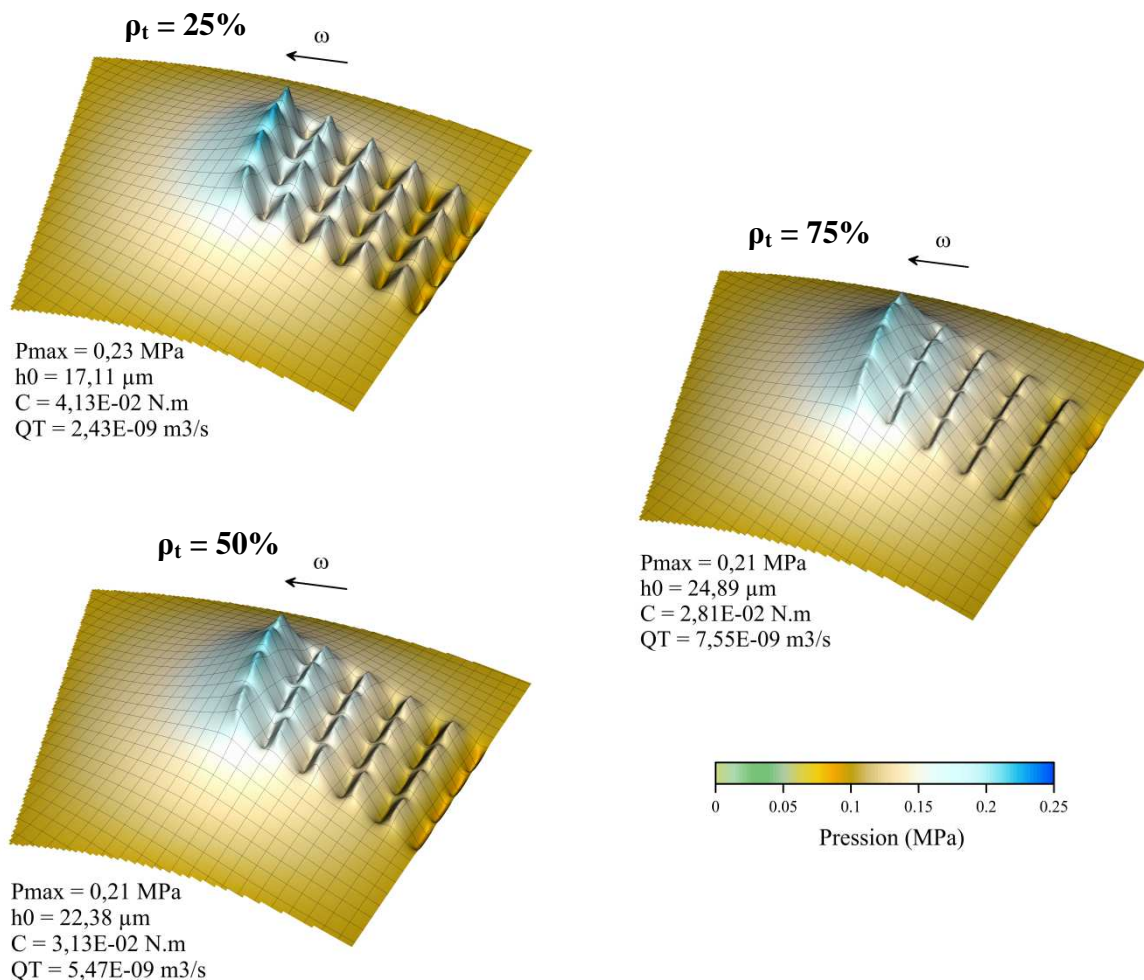 ρt = 25%
ω
Pmax = 0,23 MPa
h0 = 17,11 µm
C = 4,13E-02 N.m
QT = 2,43E-09 m3/s
ρt = 75%
ω
Pmax = 0,21 MPa
h0 = 24,89 µm
C = 2,81E-02 N.m
QT = 7,55E-09 m3/s
ρt = 50%
ω
Pmax = 0,21 MPa
h0 = 22,38 µm
C = 3,13E-02 N.m
QT = 5,47E-09 m3/s
0 0.05 0.1 0.15 0.2 0.25
Pression (MPa)